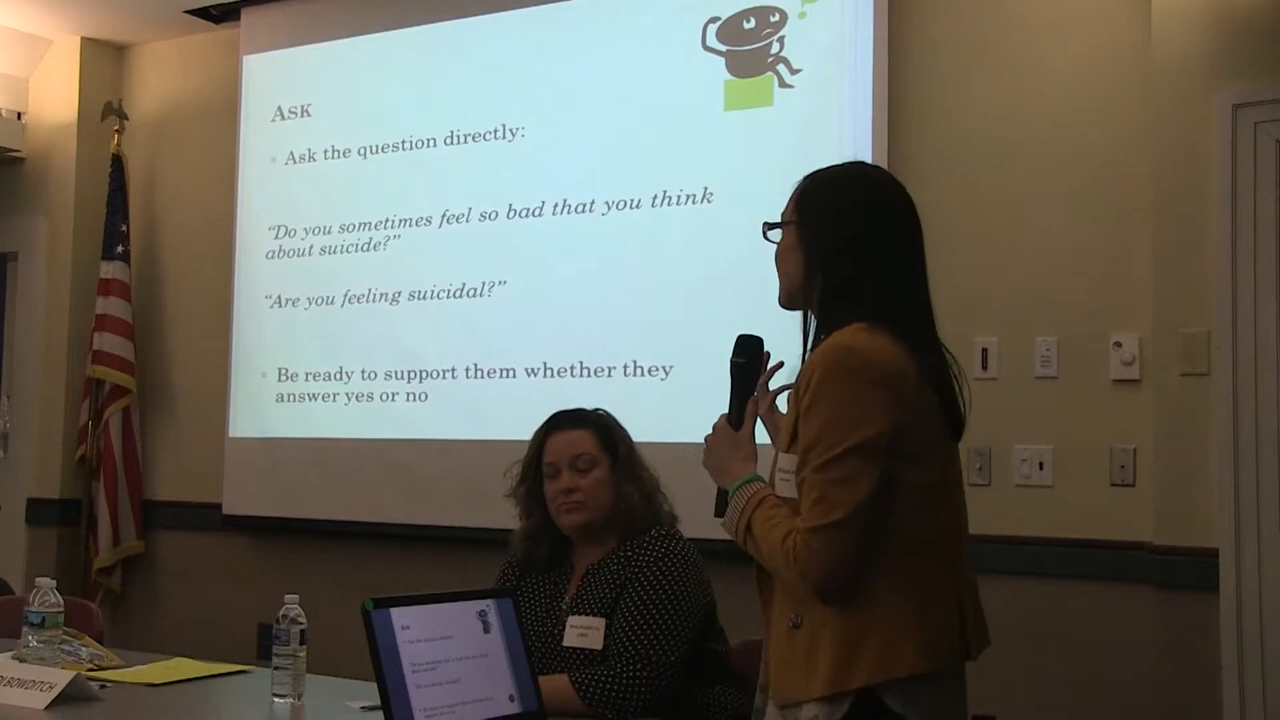 ASK
Ask the question directly:
“Do you sometimes feel so bad that you think
about suicide?”
“Are you feeling suicidal?”
Be ready to support them whether they
answer yes or no
BOWDITCH
Ask